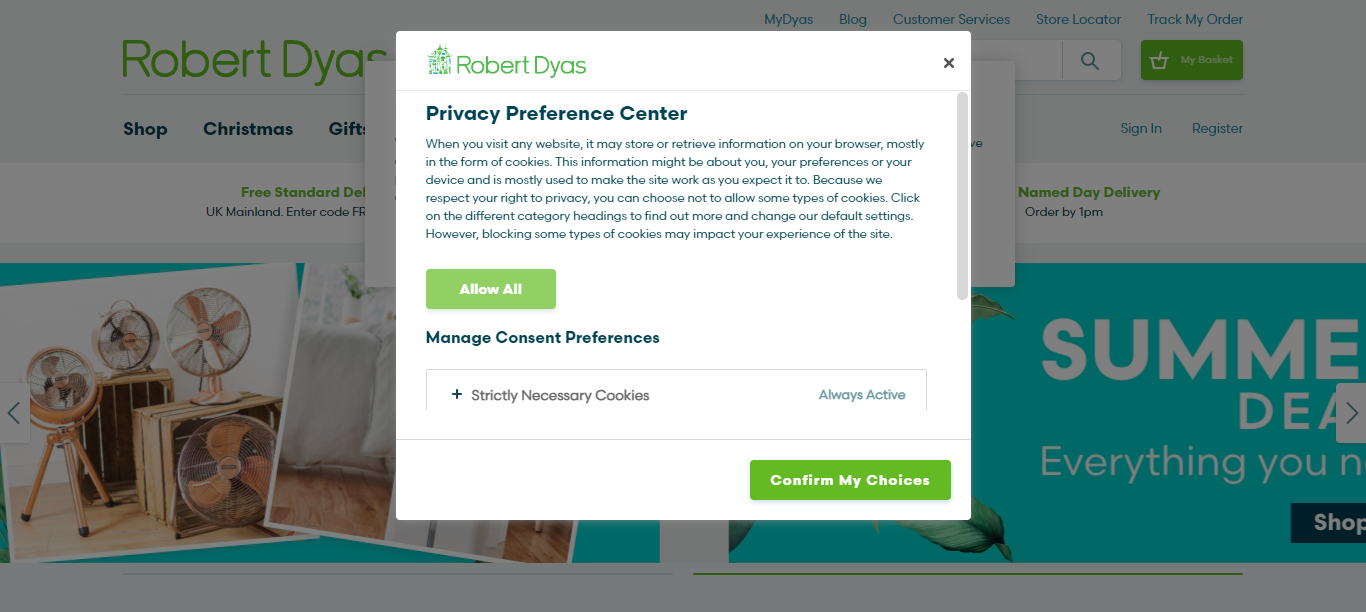 MyDyas Blog Customer Services Store Locator Track My Order
Robert Dyas
My Basket
Shop Christmas Gifts
Sign In Register
Free Standard Del
UK Mainland. Enter code FR
Named Day Delivery
Order by 1pm
Robert Dyas
Privacy Preference Center
When you visit any website, it may store or retrieve information on your browser, mostly
in the form of cookies. This information might be about you, your preferences or your
device and is mostly used to make the site work as you expect it to. Because we
respect your right to privacy, you can choose not to allow some types of cookies. Click
on the different category headings to find out more and change our default settings.
However, blocking some types of cookies may impact your experience of the site.
Allow All
Manage Consent Preferences
+ Strictly Necessary Cookies Always Active
Confirm My Choices
SUMME
DEA
Everything you n
Shop